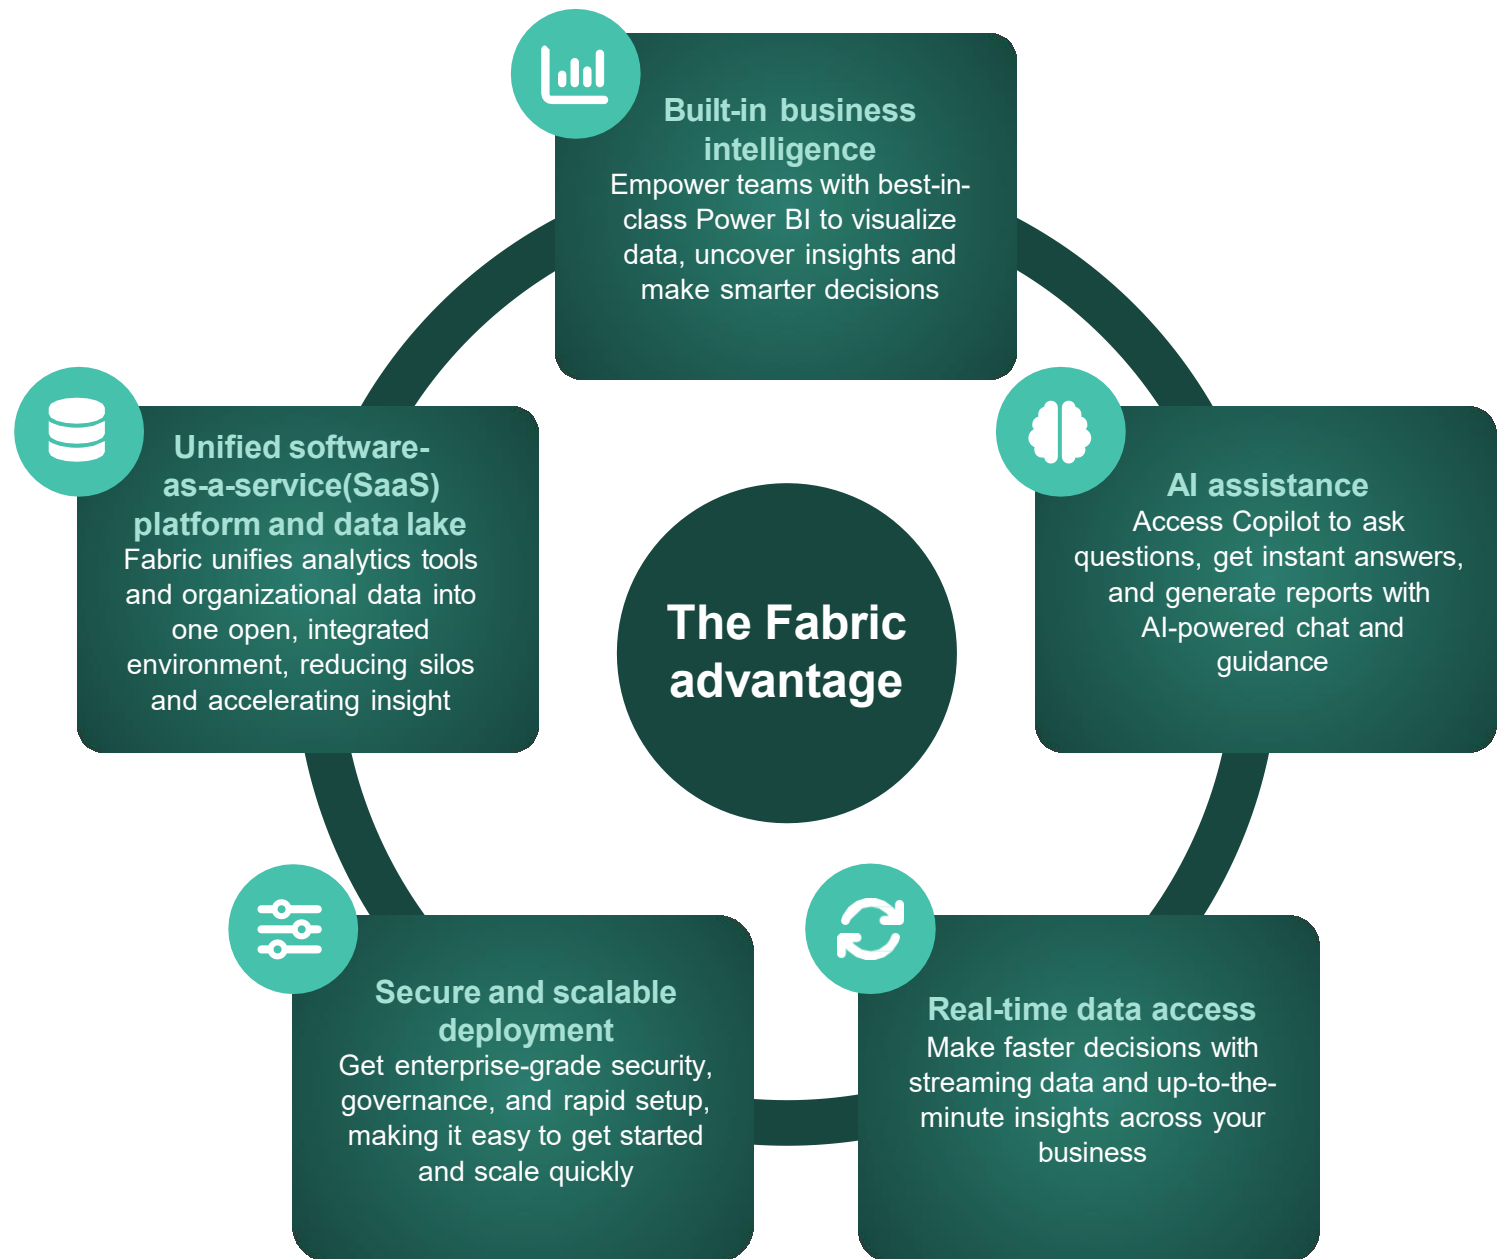 Built-in business
intelligence
Empower teams with best-in-
class Power BI to visualize
data, uncover insights and
make smarter decisions
Unified software-
as-a-service(SaaS)
platform and data lake
Fabric unifies analytics tools
and organizational data into
one open, integrated
environment, reducing silos
and accelerating insight
The Fabric
advantage
AI assistance
Access Copilot to ask
questions, get instant answers,
and generate reports with
AI-powered chat and
guidance
Secure and scalable
deployment
Get enterprise-grade security,
governance, and rapid setup,
making it easy to get started
and scale quickly
Real-time data access
Make faster decisions with
streaming data and up-to-the-
minute insights across your
business